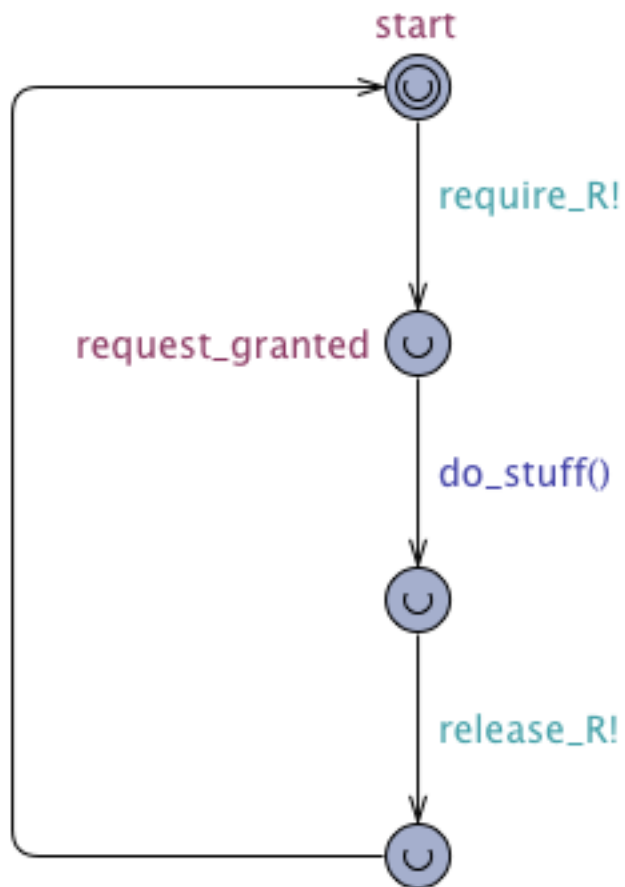 start
require_R!
request_granted
do_stuff()
release_R!